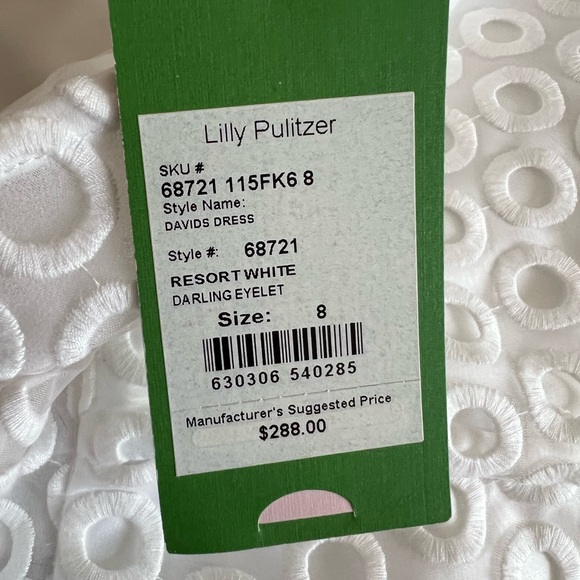 Lilly Pulitzer
SKU #
68721 115FK6 8
Style Name:
DAVIDS DRESS
Style #: 68721
RESORT WHITE
DARLING EYELET
Size: 8
630306 540285
Manufacturer's Suggested Price
$288.00